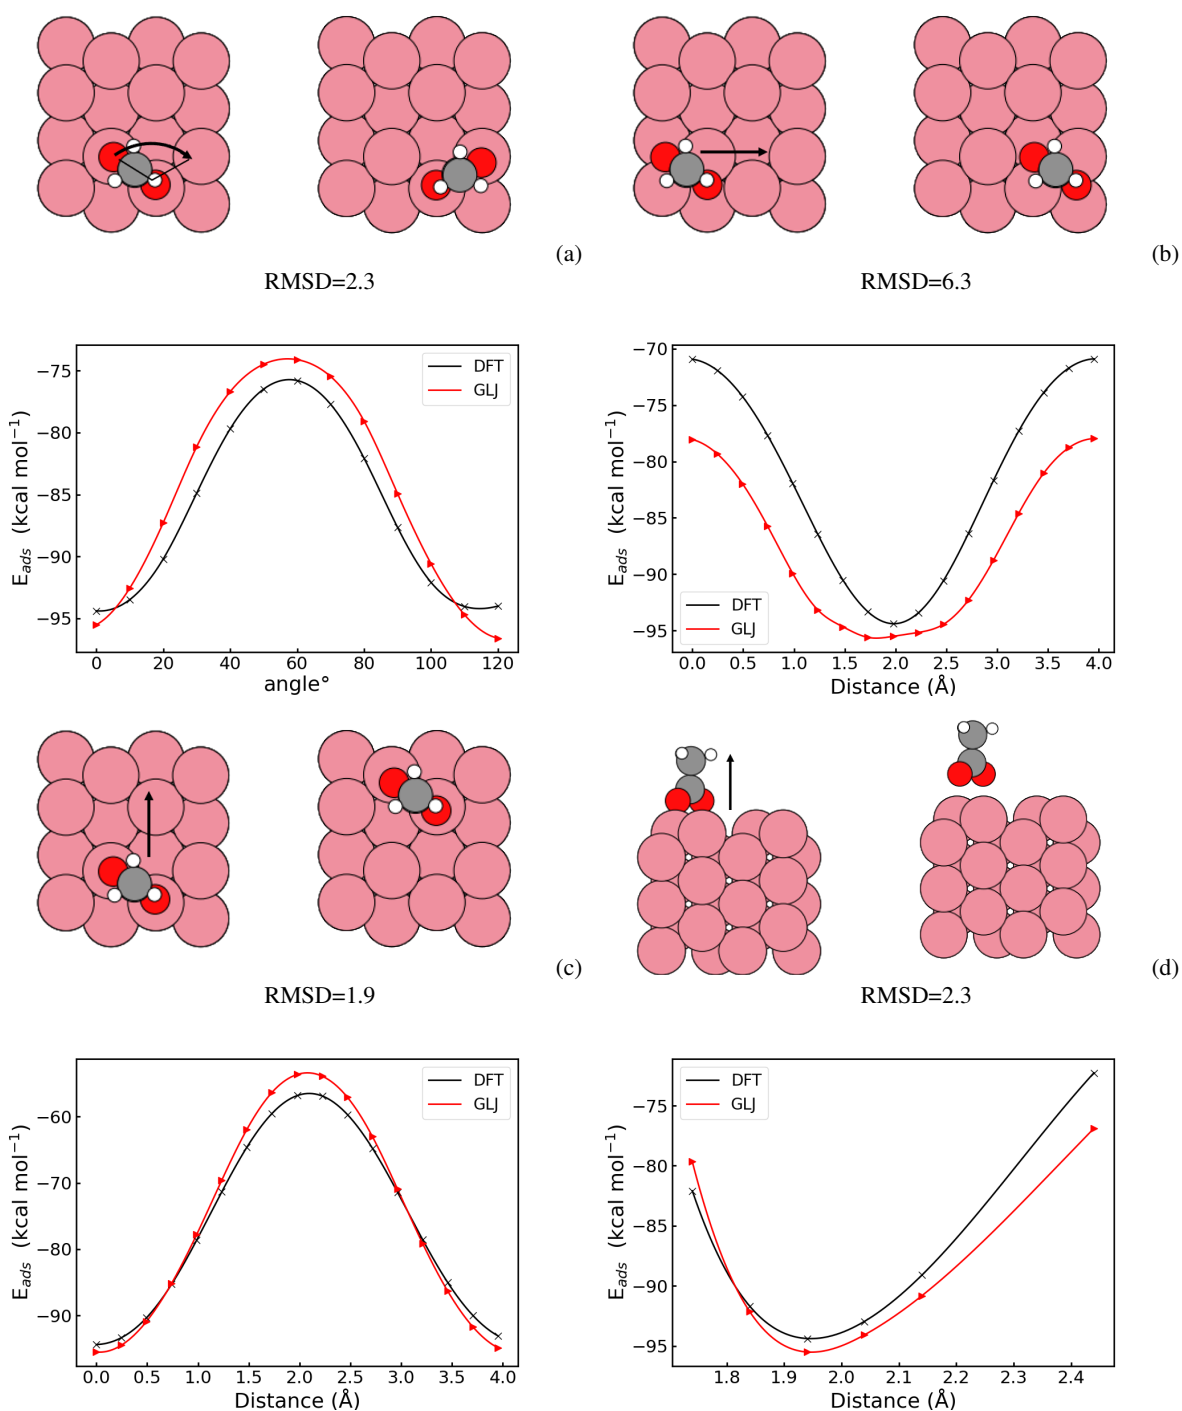 (a)
(b)
RMSD=2.3
RMSD=6.3
−75
−80
−85
−90
−95
E_ads (kcal mol⁻¹)
DFT
GLJ
0 20 40 60 80 100 120
angle°
−70
−75
−80
−85
−90
−95
E_ads (kcal mol⁻¹)
DFT
GLJ
0.0 0.5 1.0 1.5 2.0 2.5 3.0 3.5 4.0
Distance (Å)
(c)
(d)
RMSD=1.9
RMSD=2.3
−60
−70
−80
−90
E_ads (kcal mol⁻¹)
DFT
GLJ
0.0 0.5 1.0 1.5 2.0 2.5 3.0 3.5 4.0
Distance (Å)
−75
−80
−85
−90
−95
E_ads (kcal mol⁻¹)
DFT
GLJ
1.8 1.9 2.0 2.1 2.2 2.3 2.4
Distance (Å)